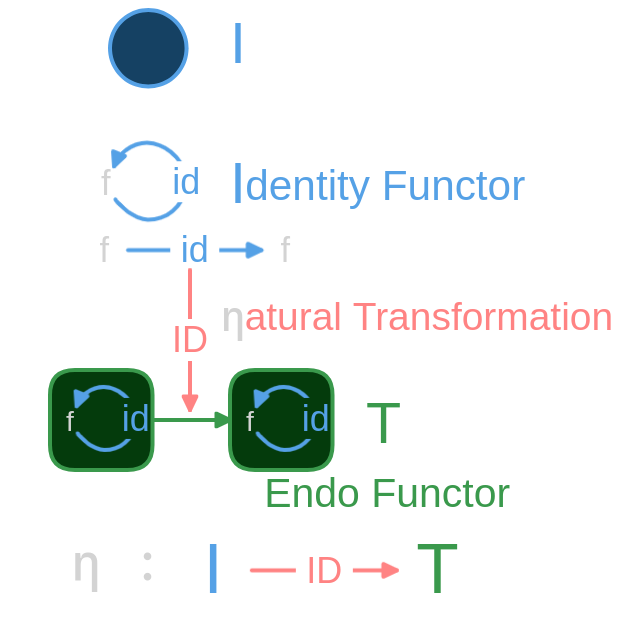 I
f id
Identity Functor
f id f
ηatural Transformation
ID
f id f id T
Endo Functor
η : I ID T